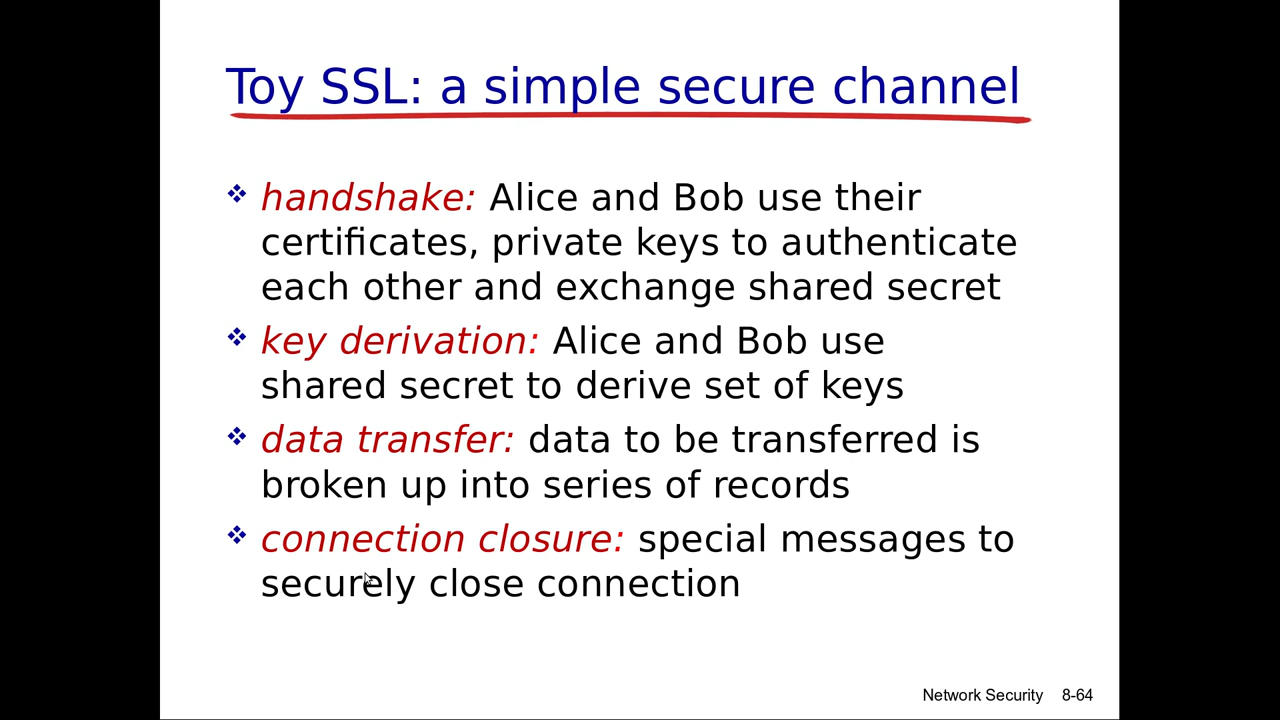 Toy SSL: a simple secure channel
❖ handshake: Alice and Bob use their
certificates, private keys to authenticate
each other and exchange shared secret
❖ key derivation: Alice and Bob use
shared secret to derive set of keys
❖ data transfer: data to be transferred is
broken up into series of records
❖ connection closure: special messages to
securely close connection
Network Security 8-64